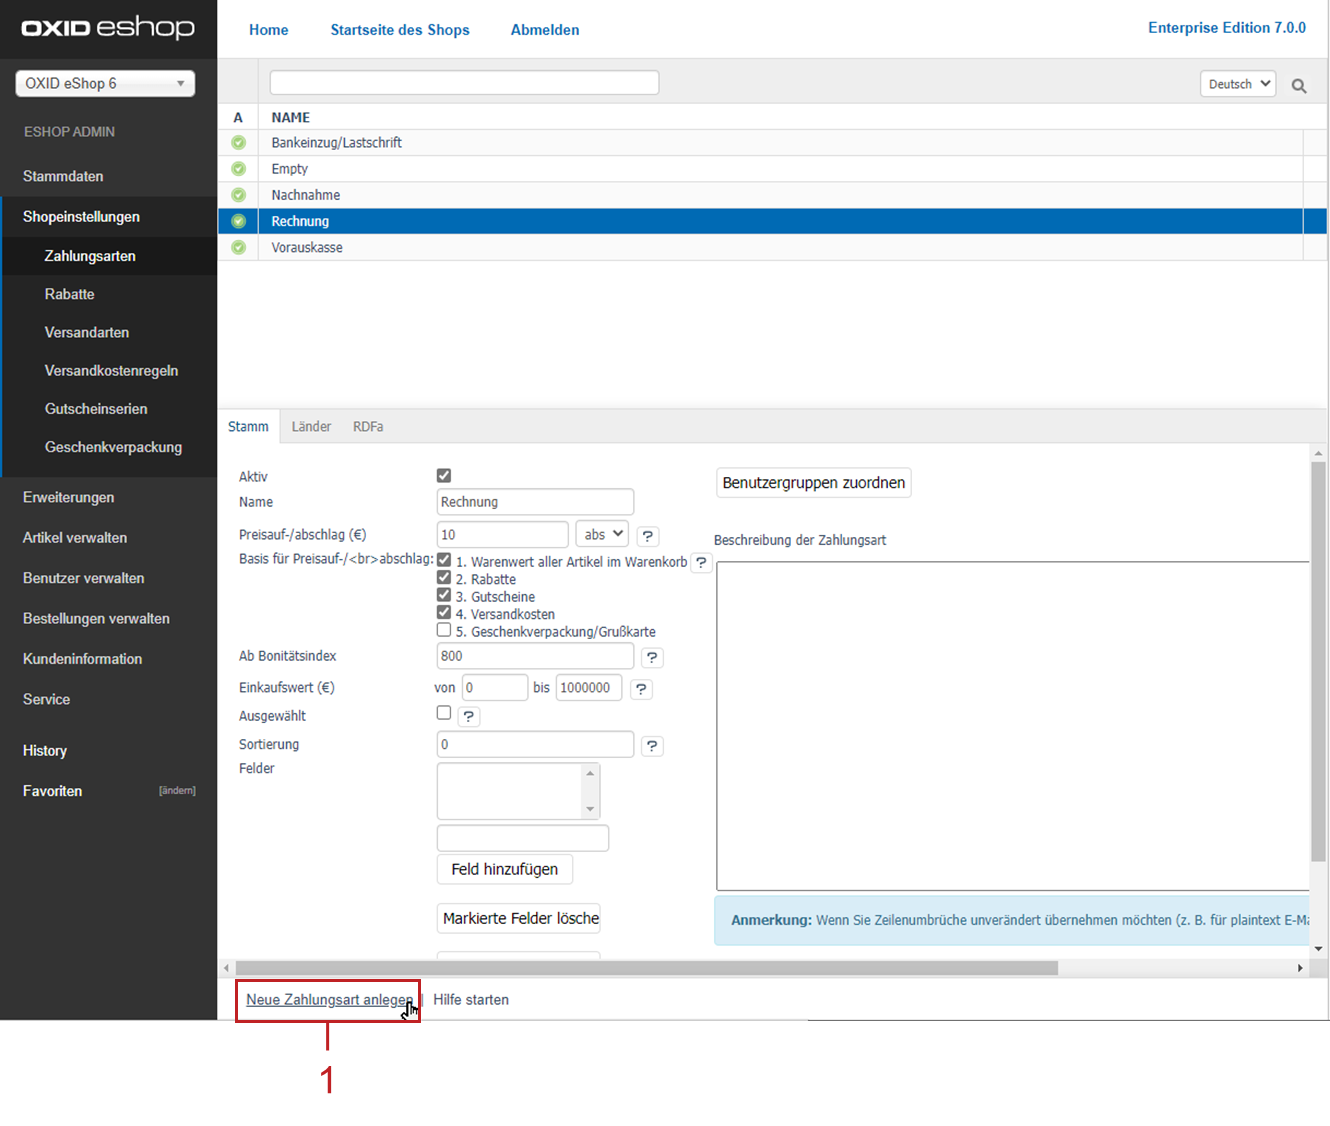 OXID eshop
Home
Startseite des Shops
Abmelden
Enterprise Edition 7.0.0
OXID eShop 6
Deutsch
ESHOP ADMIN
Stammdaten
Shopeinstellungen
Zahlungsarten
Rabatte
Versandarten
Versandkostenregeln
Gutscheinserien
Geschenkverpackung
Erweiterungen
Artikel verwalten
Benutzer verwalten
Bestellungen verwalten
Kundeninformation
Service
History
Favoriten [ändern]
A NAME
Bankeinzug/Lastschrift
Empty
Nachnahme
Rechnung
Vorauskasse
Stamm Länder RDFa
Aktiv
Name Rechnung
Preisauf-/abschlag (€) 10 abs ?
Basis für Preisauf-/<br>abschlag: 1. Warenwert aller Artikel im Warenkorb ?
2. Rabatte
3. Gutscheine
4. Versandkosten
5. Geschenkverpackung/Grußkarte
Ab Bonitätsindex 800 ?
Einkaufswert (€) von 0 bis 1000000 ?
Ausgewählt ?
Sortierung 0 ?
Felder
Feld hinzufügen
Markierte Felder lösche
Benutzergruppen zuordnen
Beschreibung der Zahlungsart
Anmerkung: Wenn Sie Zeilenumbrüche unverändert übernehmen möchten (z. B. für plaintext E-Ma
Neue Zahlungsart anlegen | Hilfe starten
1